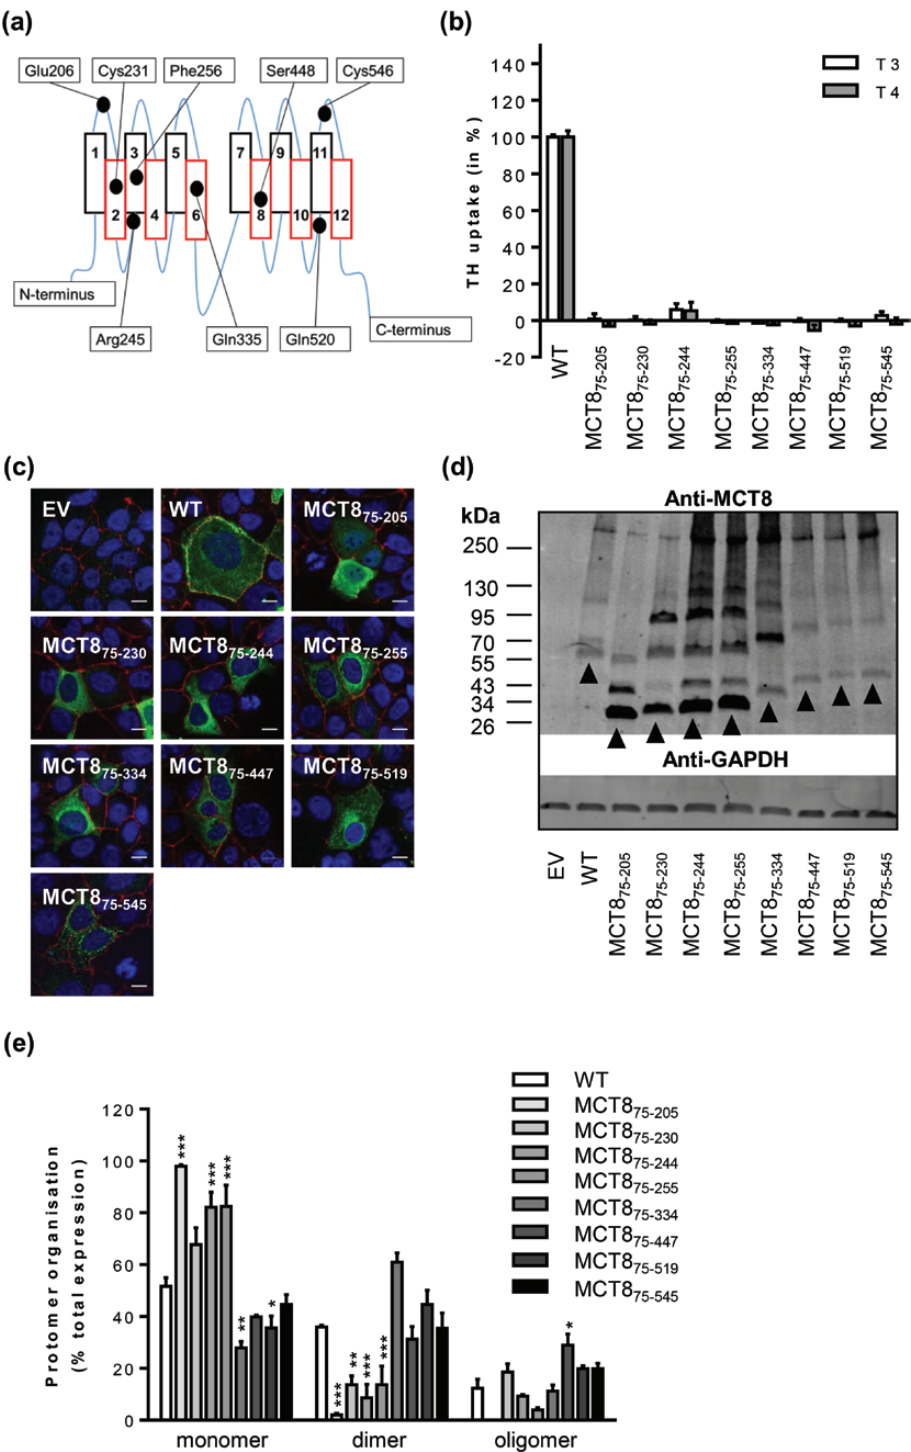 (a)
Glu206 Cys231 Phe256 Ser448 Cys546
1 3 5 7 9 11
2 4 6 8 10 12
N-terminus
C-terminus
Arg245 Gln335 Gln520
(b)
TH uptake (in %)
140
120
100
80
60
40
20
0
-20
T 3
T 4
WT
MCT875-205
MCT875-230
MCT875-244
MCT875-255
MCT875-334
MCT875-447
MCT875-519
MCT875-545
(c)
EV WT MCT875-205
MCT875-230 MCT875-244 MCT875-255
MCT875-334 MCT875-447 MCT875-519
MCT875-545
(d)
Anti-MCT8
kDa
250
130
95
70
55
43
34
26
Anti-GAPDH
EV
WT
MCT875-205
MCT875-230
MCT875-244
MCT875-255
MCT875-334
MCT875-447
MCT875-519
MCT875-545
(e)
Protomer organisation
(% total expression)
120
100
80
60
40
20
0
*** *** *** ** *
*** ** *** ***
*
monomer dimer oligomer
WT
MCT875-205
MCT875-230
MCT875-244
MCT875-255
MCT875-334
MCT875-447
MCT875-519
MCT875-545